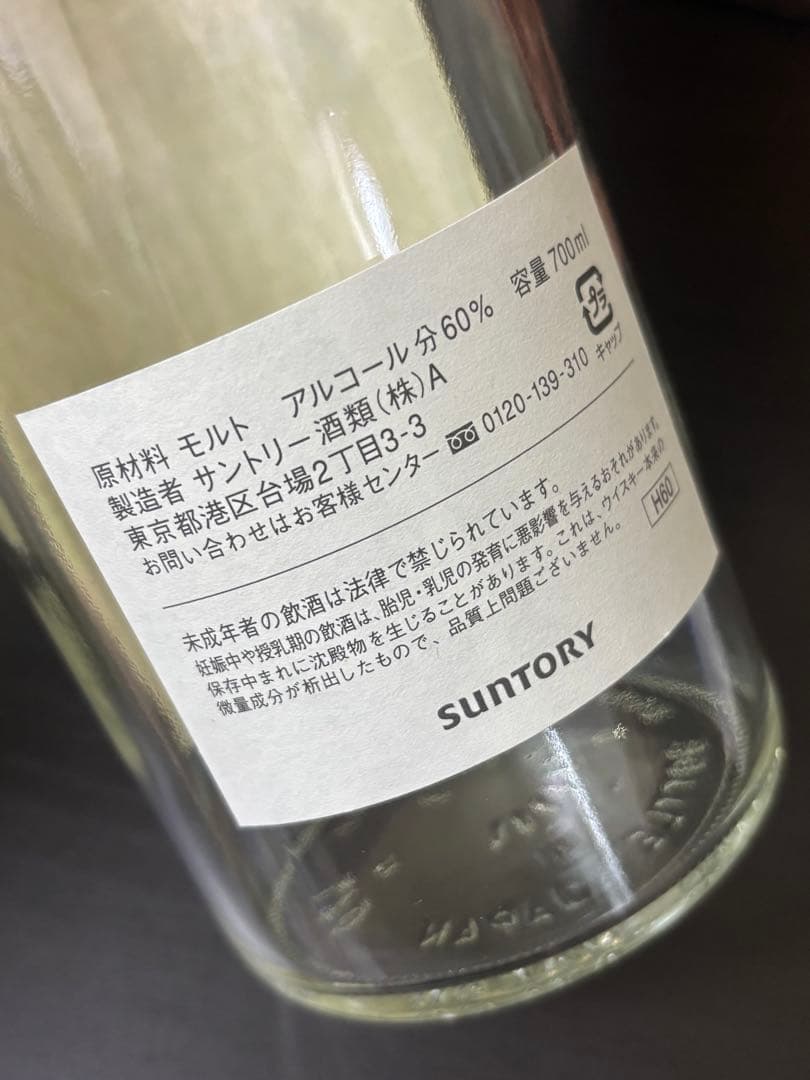 原材料 モルト アルコール分60% 容量700ml
製造者 サントリー酒類(株)A
東京都港区台場2丁目3-3
お問い合わせはお客様センター 0120-139-310
プラ
キャップ
未成年者の飲酒は法律で禁じられています。
妊娠中や授乳期の飲酒は、胎児・乳児の発育に悪影響を与えるおそれがあります。
保存中まれに沈殿物を生じることがあります。これは、ウイスキー本来の
微量成分が析出したもので、品質上問題ございません。
H60
SUNTORY